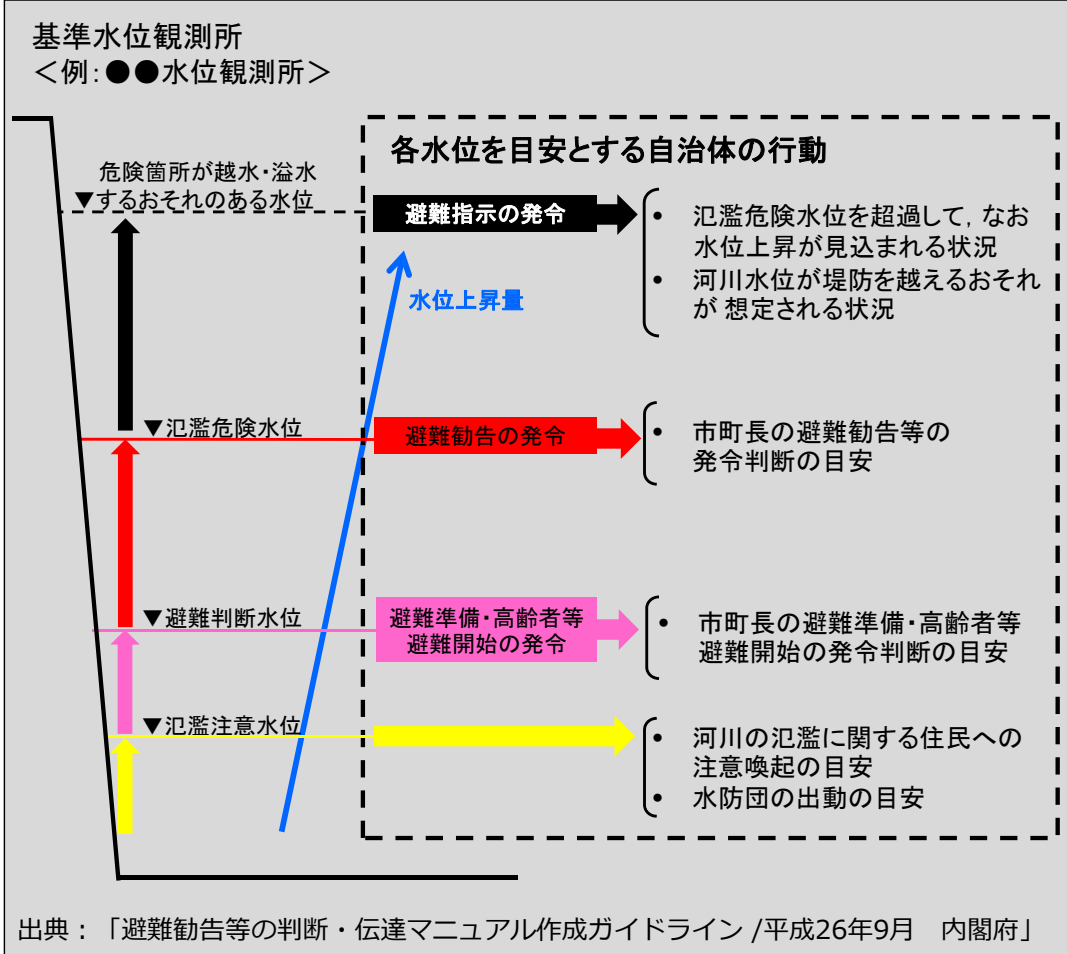 基準水位観測所
＜例：●●水位観測所＞
各水位を目安とする自治体の行動
危険箇所が越水・溢水
▼するおそれのある水位
避難指示の発令
• 氾濫危険水位を超過して，なお
水位上昇が見込まれる状況
• 河川水位が堤防を越えるおそれ
が 想定される状況
水位上昇量
▼氾濫危険水位
避難勧告の発令
• 市町長の避難勧告等の
発令判断の目安
▼避難判断水位
避難準備・高齢者等
避難開始の発令
• 市町長の避難準備・高齢者等
避難開始の発令判断の目安
▼氾濫注意水位
• 河川の氾濫に関する住民への
注意喚起の目安
• 水防団の出動の目安
出典：「避難勧告等の判断・伝達マニュアル作成ガイドライン /平成26年9月　内閣府」